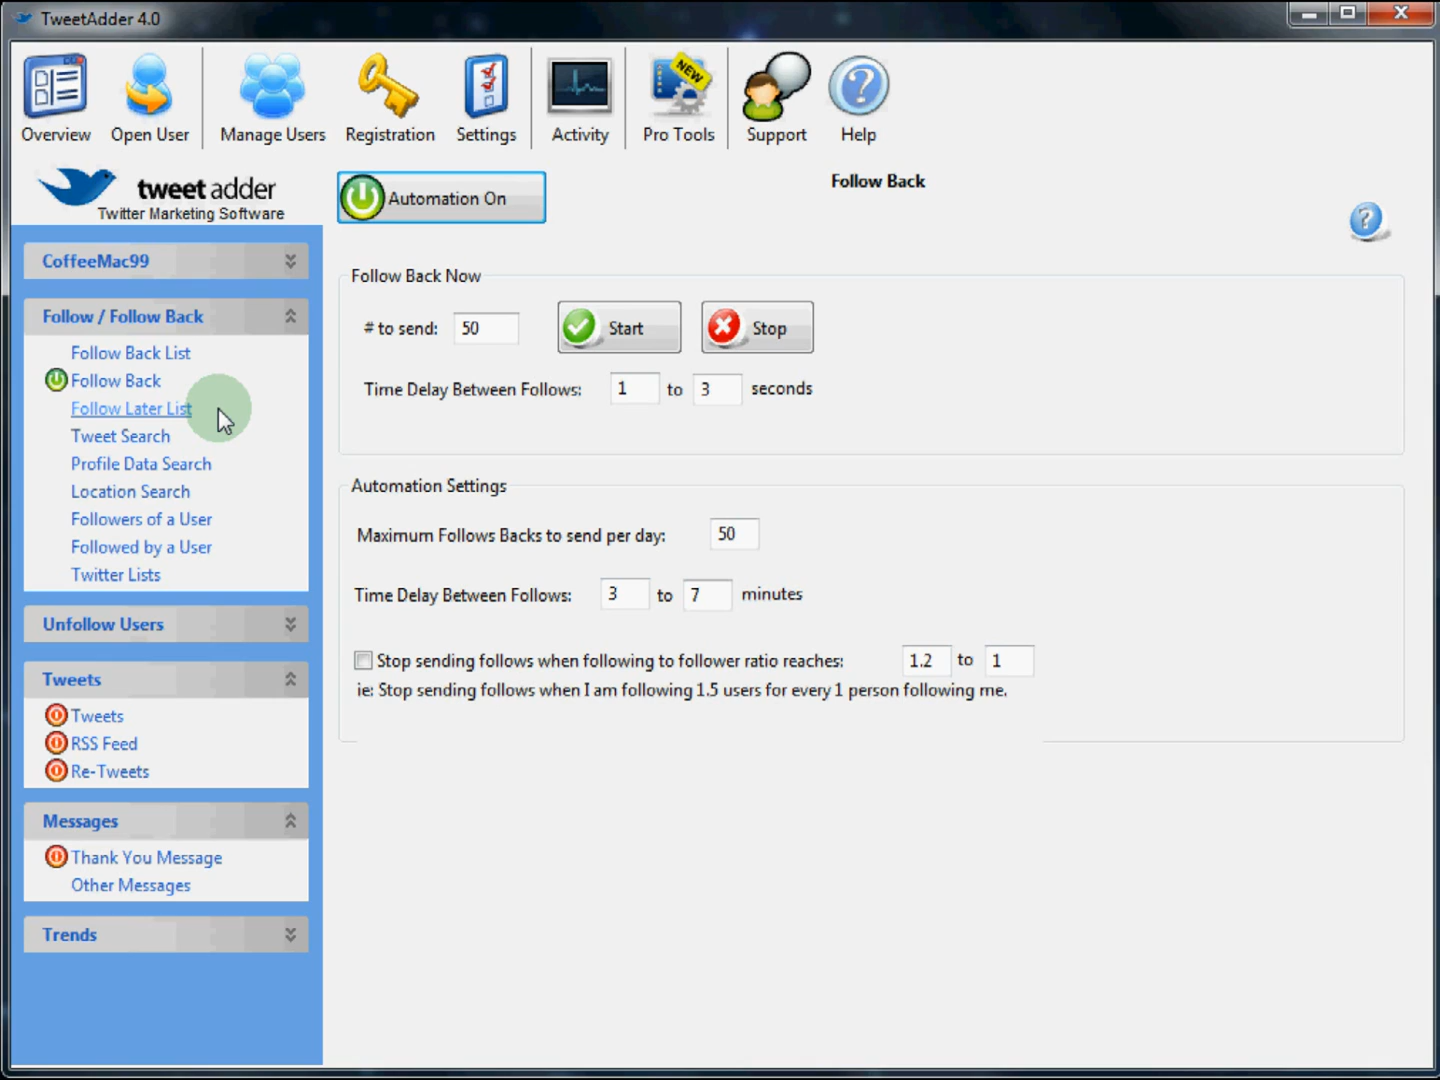 TweetAdder 4.0
Overview
Open User
Manage Users
Registration
Settings
Activity
NEW
Pro Tools
Support
Help
tweet adder
Twitter Marketing Software
Automation On
Follow Back
CoffeeMac99
Follow / Follow Back
Follow Back List
Follow Back
Follow Later List
Tweet Search
Profile Data Search
Location Search
Followers of a User
Followed by a User
Twitter Lists
Unfollow Users
Tweets
Tweets
RSS Feed
Re-Tweets
Messages
Thank You Message
Other Messages
Trends
Follow Back Now
# to send: 50 Start Stop
Time Delay Between Follows: 1 to 3 seconds
Automation Settings
Maximum Follows Backs to send per day: 50
Time Delay Between Follows: 3 to 7 minutes
Stop sending follows when following to follower ratio reaches: 1.2 to 1
ie: Stop sending follows when I am following 1.5 users for every 1 person following me.